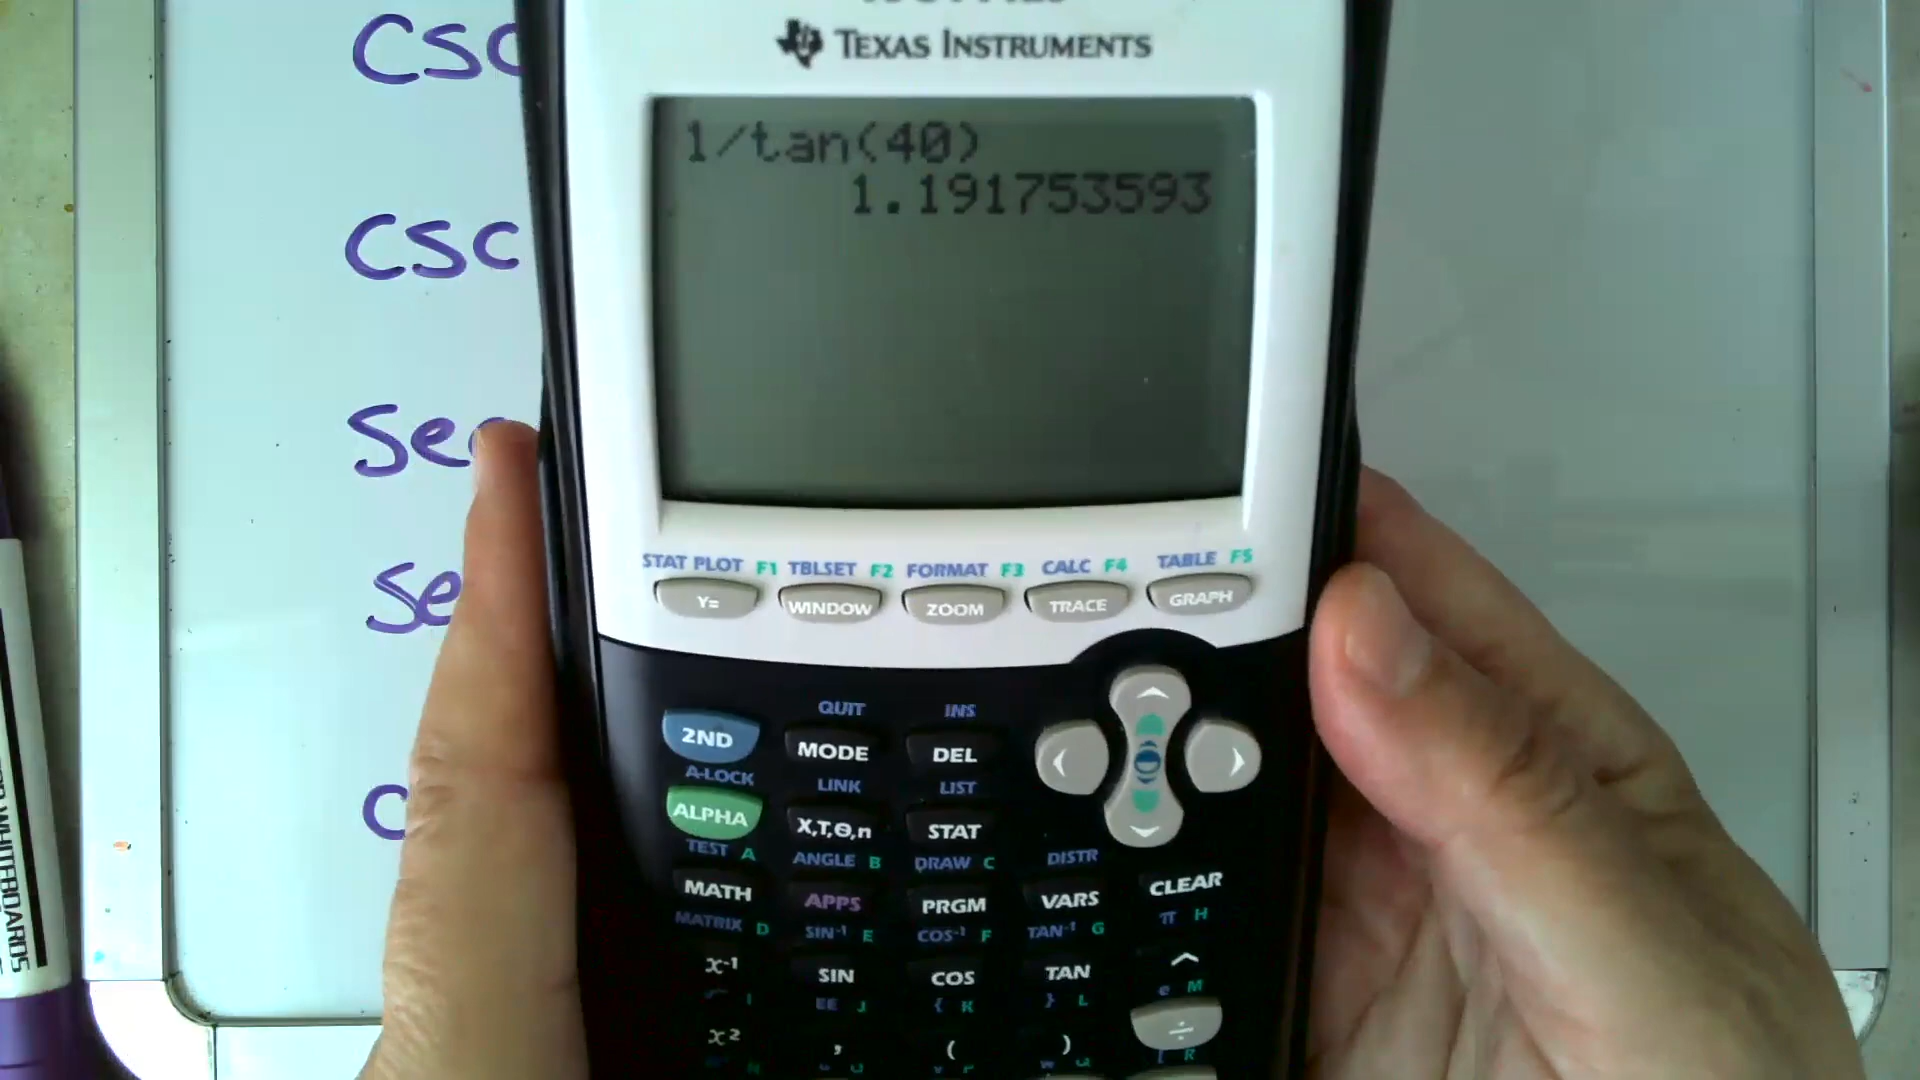 CSC
TEXAS INSTRUMENTS
1/tan(40)
1.191753593
CSC
Sec
Se
C
STAT PLOT F1 TBLSET F2 FORMAT F3 CALC F4 TABLE F5
Y= WINDOW ZOOM TRACE GRAPH
QUIT INS
2ND MODE DEL
A-LOCK LINK LIST
ALPHA X,T,Θ,n STAT
TEST A ANGLE B DRAW C DISTR
MATH APPS PRGM VARS CLEAR
MATRIX D SIN⁻¹ E COS⁻¹ F TAN⁻¹ G π H
x⁻¹ SIN COS TAN ^
√ I EE J { K } L e M
x² , ( ) ÷
WHITEBOARDS